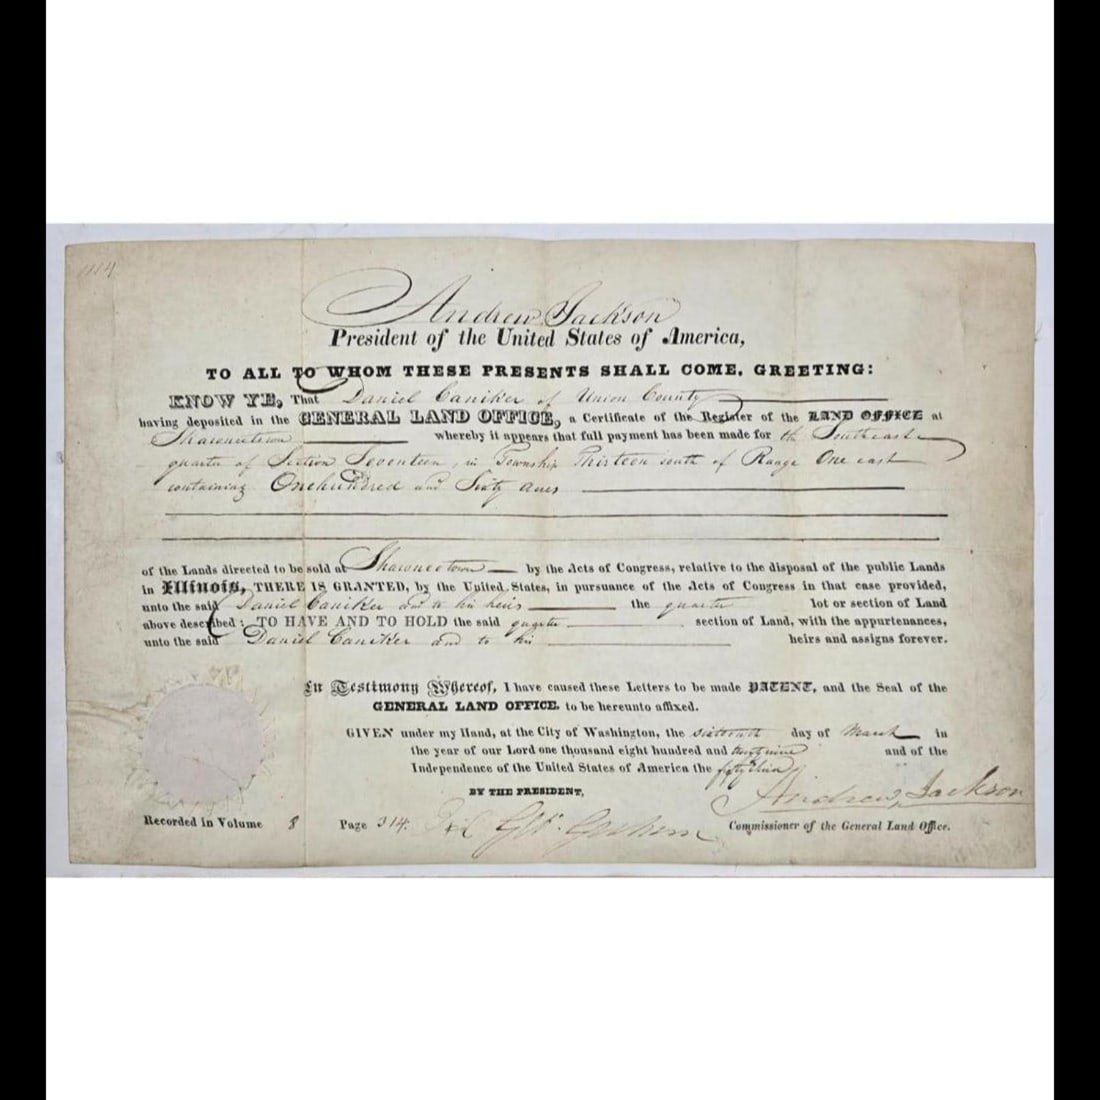 Andrew Jackson
President of the United States of America,
TO ALL TO WHOM THESE PRESENTS SHALL COME, GREETING:
KNOW YE, That Daniel Caniker of Union County
having deposited in the GENERAL LAND OFFICE, a Certificate of the Register of the LAND OFFICE at
Shawneetown whereby it appears that full payment has been made for the Southeast
quarter of Section Seventeen, in Township Thirteen south of Range One east
containing One hundred and Sixty acres
of the Lands directed to be sold at Shawneetown by the Acts of Congress, relative to the disposal of the public Lands
in Illinois, THERE IS GRANTED, by the United States, in pursuance of the Acts of Congress in that case provided,
unto the said Daniel Caniker and to his heirs the quarter lot or section of Land
above described: TO HAVE AND TO HOLD the said quarter section of Land, with the appurtenances,
unto the said Daniel Caniker and to his heirs and assigns forever.
In Testimony Whereof, I have caused these Letters to be made PATENT, and the Seal of the
GENERAL LAND OFFICE, to be hereunto affixed.
GIVEN under my Hand, at the City of Washington, the sixteenth day of March in
the year of our Lord one thousand eight hundred and twenty nine and of the
Independence of the United States of America the fifty third
BY THE PRESIDENT,
Andrew Jackson
Recorded in Volume 8 Page 314. Geo. Graham
Commissioner of the General Land Office.